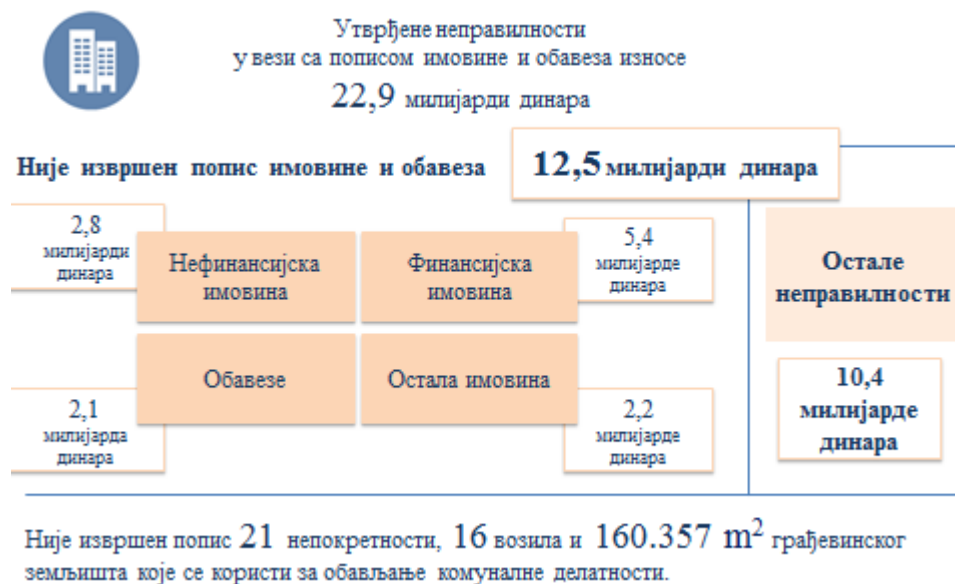 Утврђене неправилности
у вези са пописом имовине и обавеза износе
22,9 милијарди динара
Није извршен попис имовине и обавеза
12,5 милијарди динара
2,8
милијарди
динара
Нефинансијска
имовина
Финансијска
имовина
5,4
милијарде
динара
Остале
неправилности
Обавезе
Остала имовина
2,1
милијарда
динара
2,2
милијарде
динара
10,4
милијарде
динара
Није извршен попис 21 непокретности, 16 возила и 160.357 m² грађевинског
земљишта које се користи за обављање комуналне делатности.